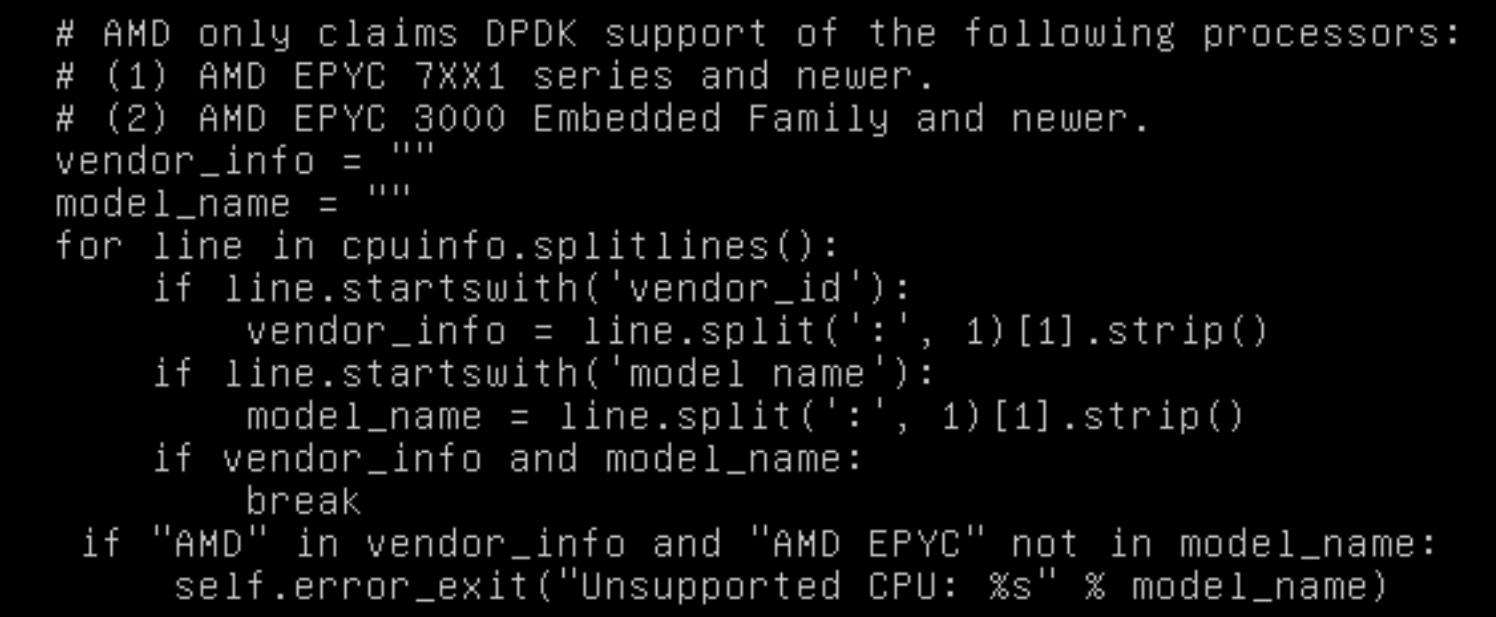 # AMD only claims DPDK support of the following processors:
# (1) AMD EPYC 7XX1 series and newer.
# (2) AMD EPYC 3000 Embedded Family and newer.
vendor_info = ""
model_name = ""
for line in cpuinfo.splitlines():
    if line.startswith('vendor_id'):
        vendor_info = line.split(':', 1)[1].strip()
    if line.startswith('model name'):
        model_name = line.split(':', 1)[1].strip()
    if vendor_info and model_name:
        break
 if "AMD" in vendor_info and "AMD EPYC" not in model_name:
     self.error_exit("Unsupported CPU: %s" % model_name)